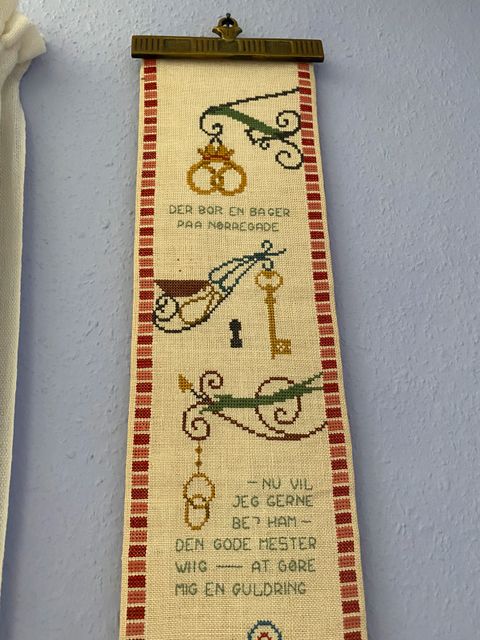 DER BOR EN BAGER
PAA NØRREGADE
— NU VIL
JEG GERNE
BE' HAM —
DEN GODE MESTER
WIIG — AT GØRE
MIG EN GULDRING